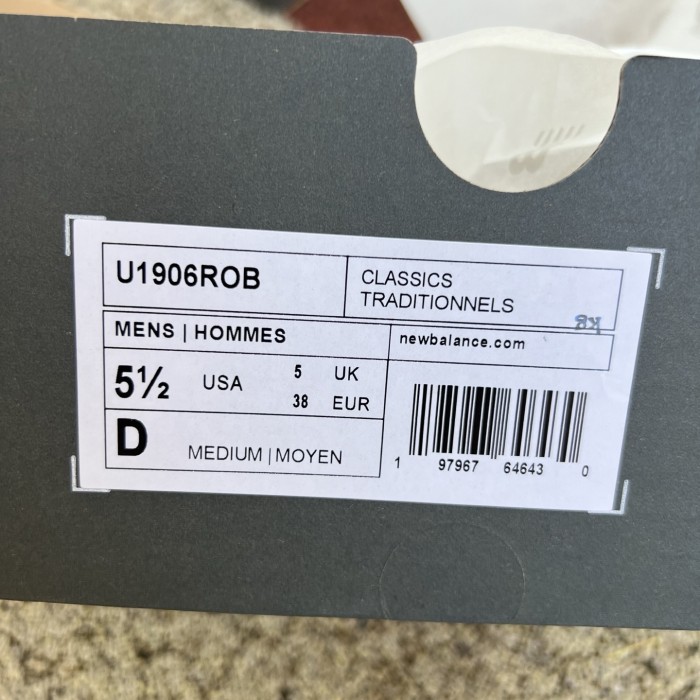 U1906ROB
CLASSICS
TRADITIONNELS
MENS | HOMMES
newbalance.com
5½ USA
5 UK
38 EUR
D MEDIUM | MOYEN
1 97967 64643 0